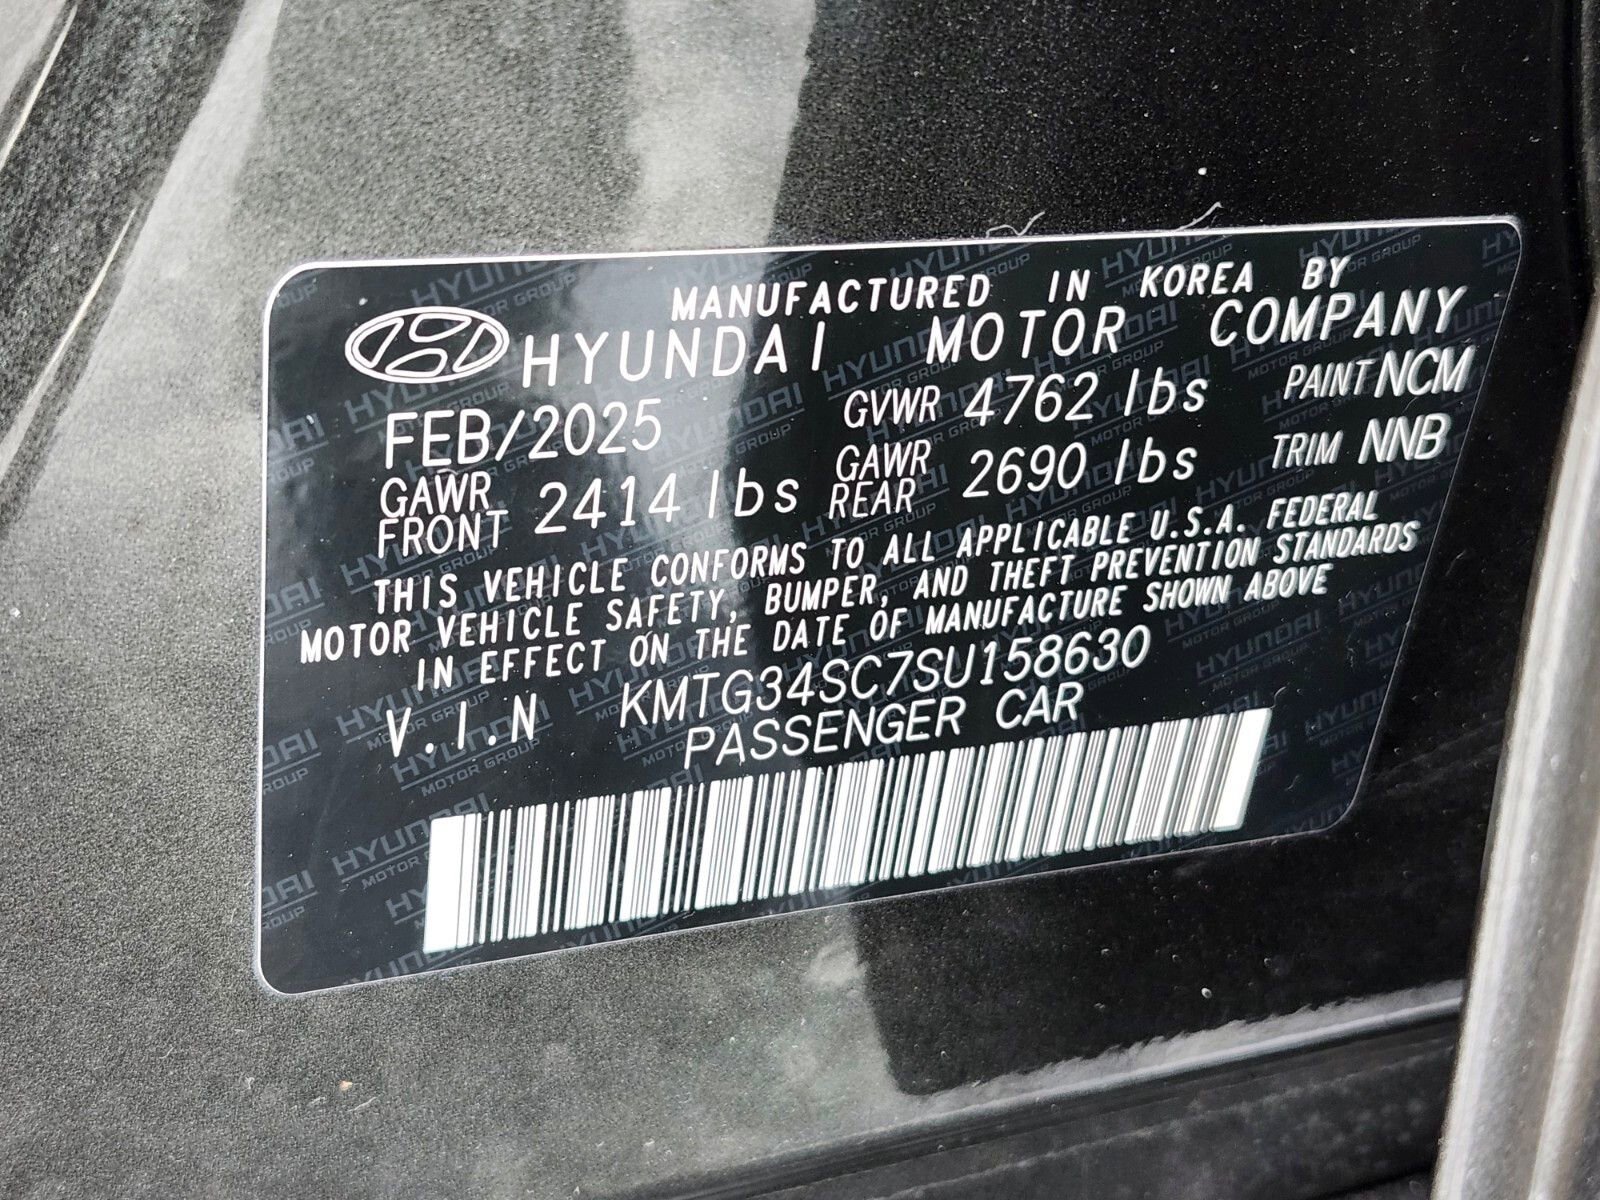 MANUFACTURED IN KOREA BY
HYUNDAI MOTOR COMPANY
FEB/2025 GVWR 4762 lbs PAINT NCM
GAWR FRONT 2414 lbs GAWR REAR 2690 lbs TRIM NNB
THIS VEHICLE CONFORMS TO ALL APPLICABLE U.S.A. FEDERAL
MOTOR VEHICLE SAFETY, BUMPER, AND THEFT PREVENTION STANDARDS
IN EFFECT ON THE DATE OF MANUFACTURE SHOWN ABOVE
V.I.N KMTG34SC7SU158630
PASSENGER CAR